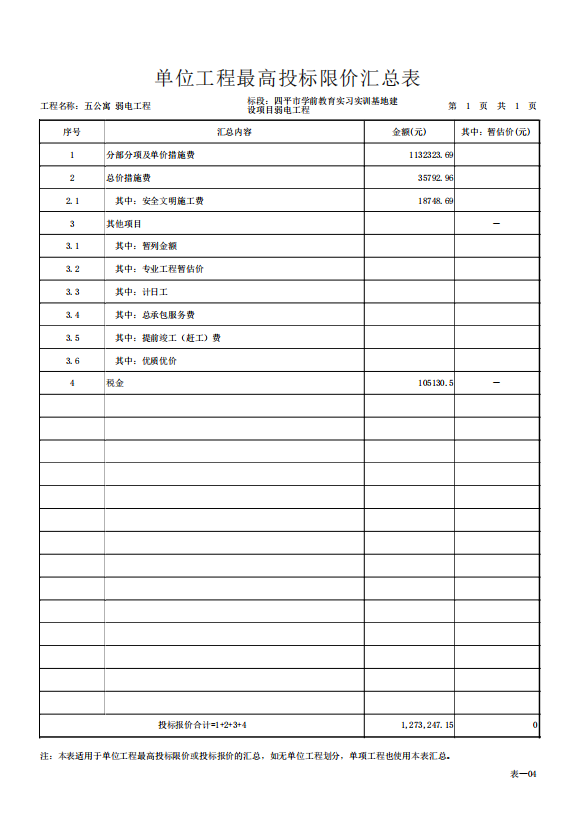 单位工程最高投标限价汇总表
工程名称：五公寓 弱电工程
标段：四平市学前教育实习实训基地建
设项目弱电工程
第 1 页 共 1 页
序号 汇总内容 金额(元) 其中：暂估价(元)
1 分部分项及单价措施费 1132323.69
2 总价措施费 35792.96
2.1 其中：安全文明施工费 18748.69
3 其他项目 —
3.1 其中：暂列金额
3.2 其中：专业工程暂估价
3.3 其中：计日工
3.4 其中：总承包服务费
3.5 其中：提前竣工（赶工）费
3.6 其中：优质优价
4 税金 105130.5 —
投标报价合计=1+2+3+4 1,273,247.15 0
注：本表适用于单位工程最高投标限价或投标报价的汇总，如无单位工程划分，单项工程也使用本表汇总。
表—04